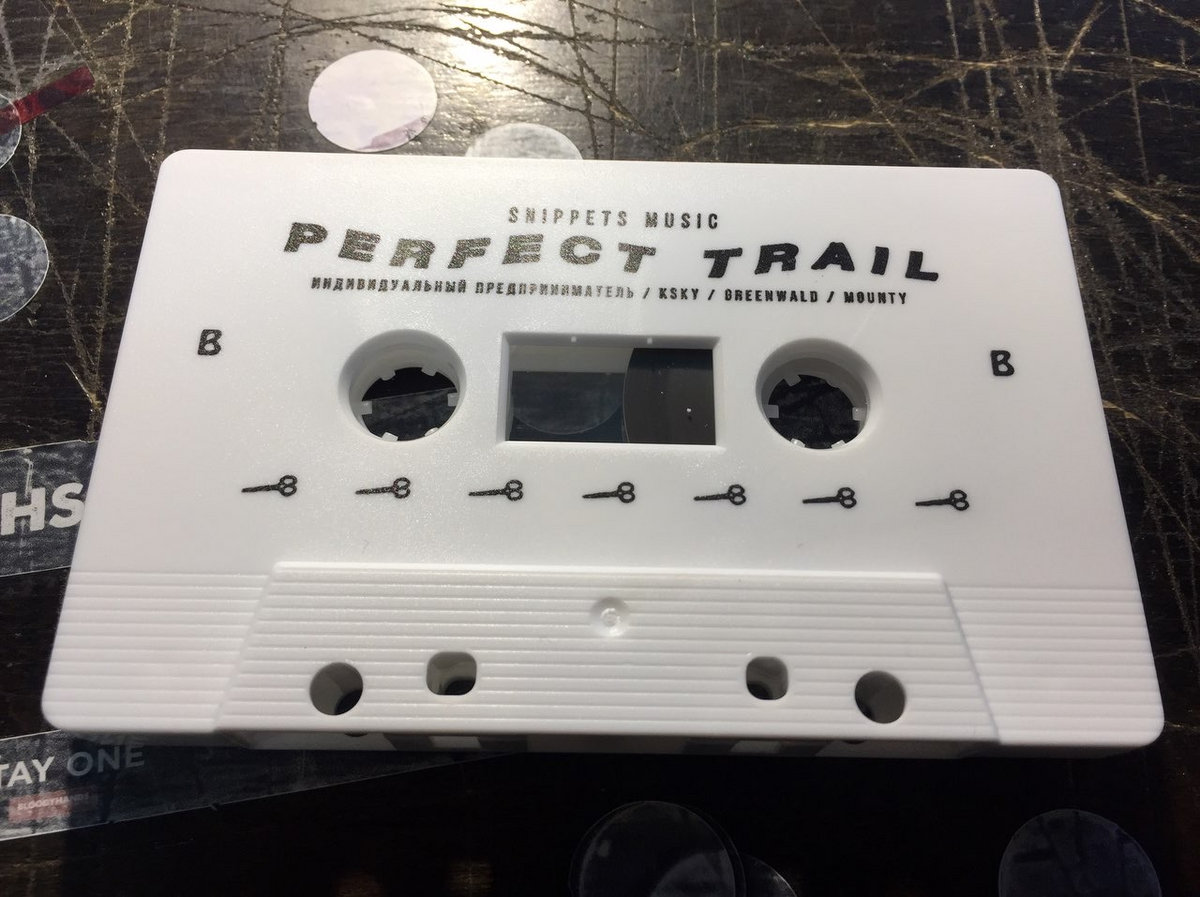 SNIPPETS MUSIC
PERFECT TRAIL
ИНДИВИДУАЛЬНЫЙ ПРЕДПРИНИМАТЕЛЬ / KSKY / GREENWALD / MOUNTY
B
B
HS
TAY ONE